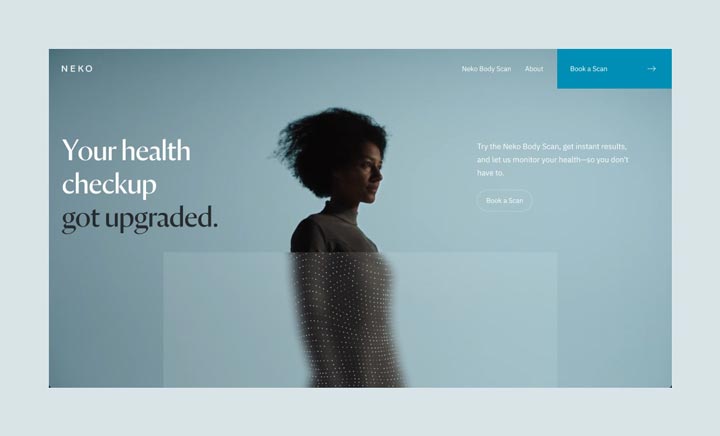 NEKO
Neko Body Scan
About
Book a Scan
Your health
checkup
got upgraded.
Try the Neko Body Scan, get instant results,
and let us monitor your health—so you don't
have to.
Book a Scan